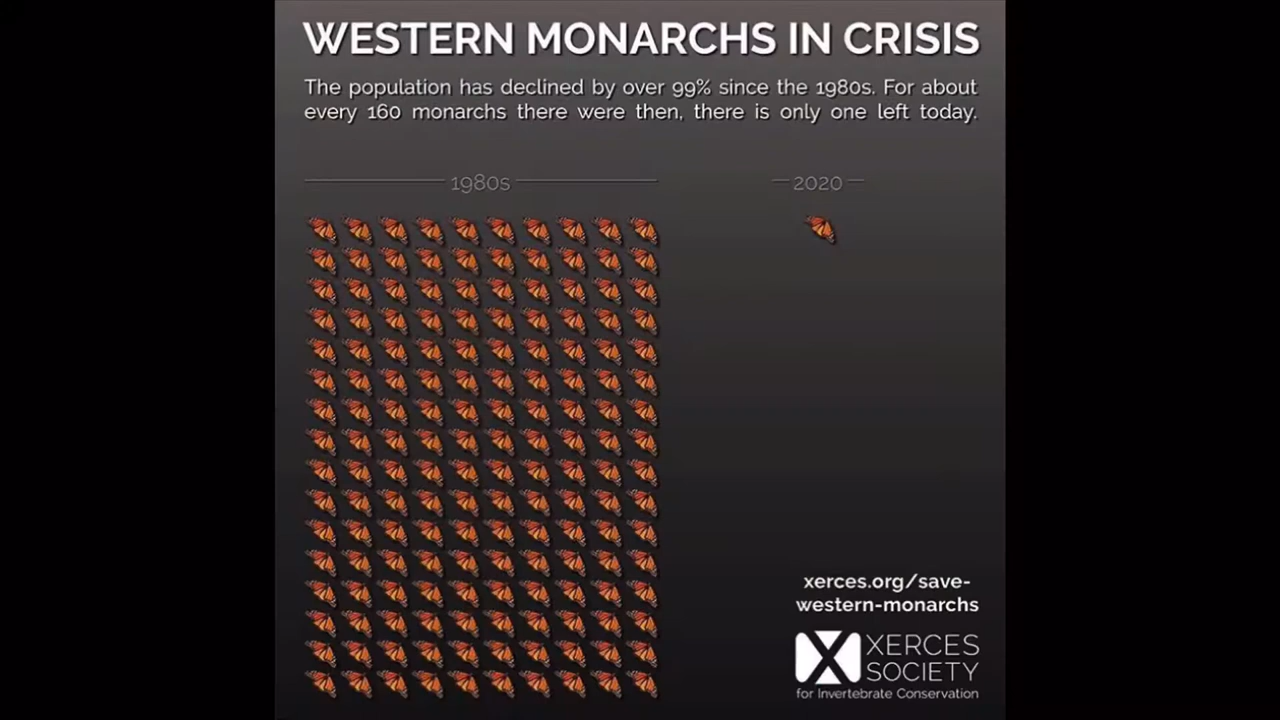 WESTERN MONARCHS IN CRISIS
The population has declined by over 99% since the 1980s. For about
every 160 monarchs there were then, there is only one left today.
1980s
2020
xerces.org/save-
western-monarchs
XERCES
SOCIETY
for Invertebrate Conservation